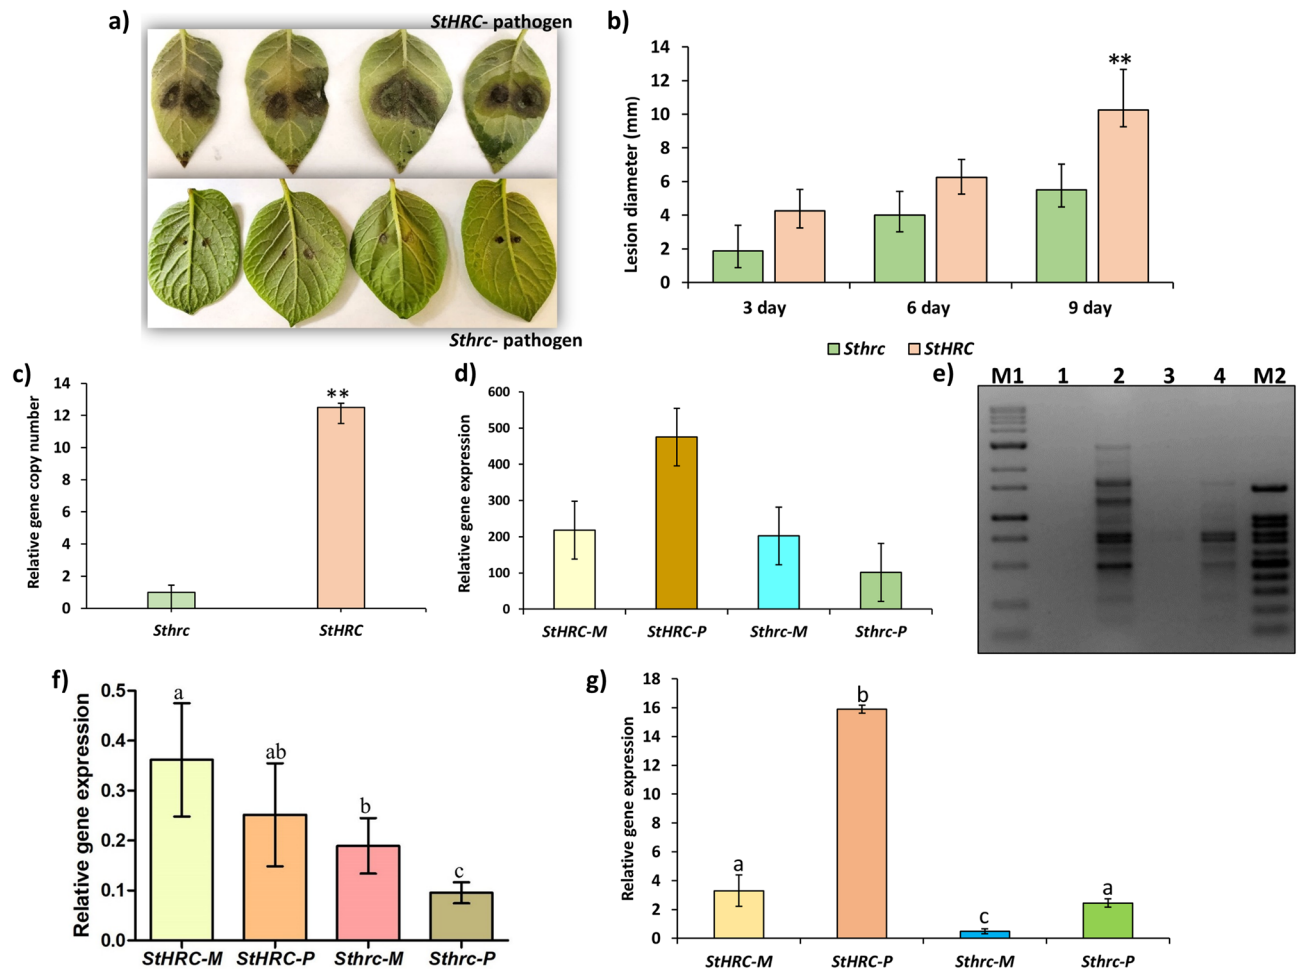 a)
StHRC- pathogen
Sthrc- pathogen
b)
Lesion diameter (mm)
14
12
10
8
6
4
2
0
**
3 day
6 day
9 day
Sthrc
StHRC
c)
Relative gene copy number
14
12
10
8
6
4
2
0
**
Sthrc
StHRC
d)
Relative gene expression
600
500
400
300
200
100
0
StHRC-M
StHRC-P
Sthrc-M
Sthrc-P
e)
M1 1 2 3 4 M2
f)
Relative gene expression
0.5
0.4
0.3
0.2
0.1
0.0
a
ab
b
c
StHRC-M
StHRC-P
Sthrc-M
Sthrc-P
g)
Relative gene expression
18
16
14
12
10
8
6
4
2
0
a
b
c
a
StHRC-M
StHRC-P
Sthrc-M
Sthrc-P